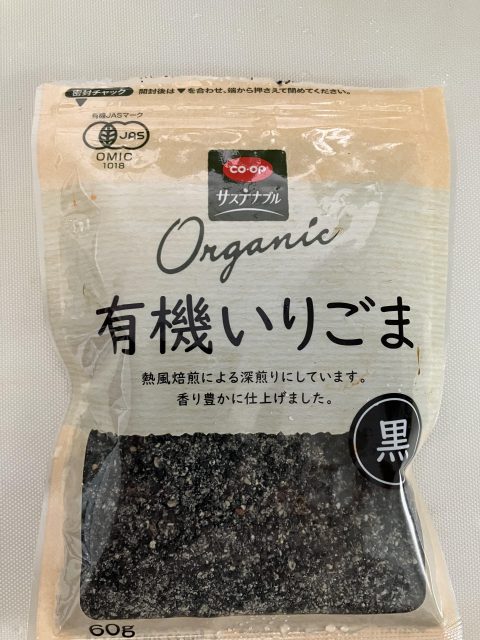 密封チャック 開封後は▼を合わせ、端から押さえて閉めてください。
有機JASマーク
JAS
OMIC
1018
CO·OP
サステナブル
Organic
有機いりごま
熱風焙煎による深煎りにしています。
香り豊かに仕上げました。
黒
60g